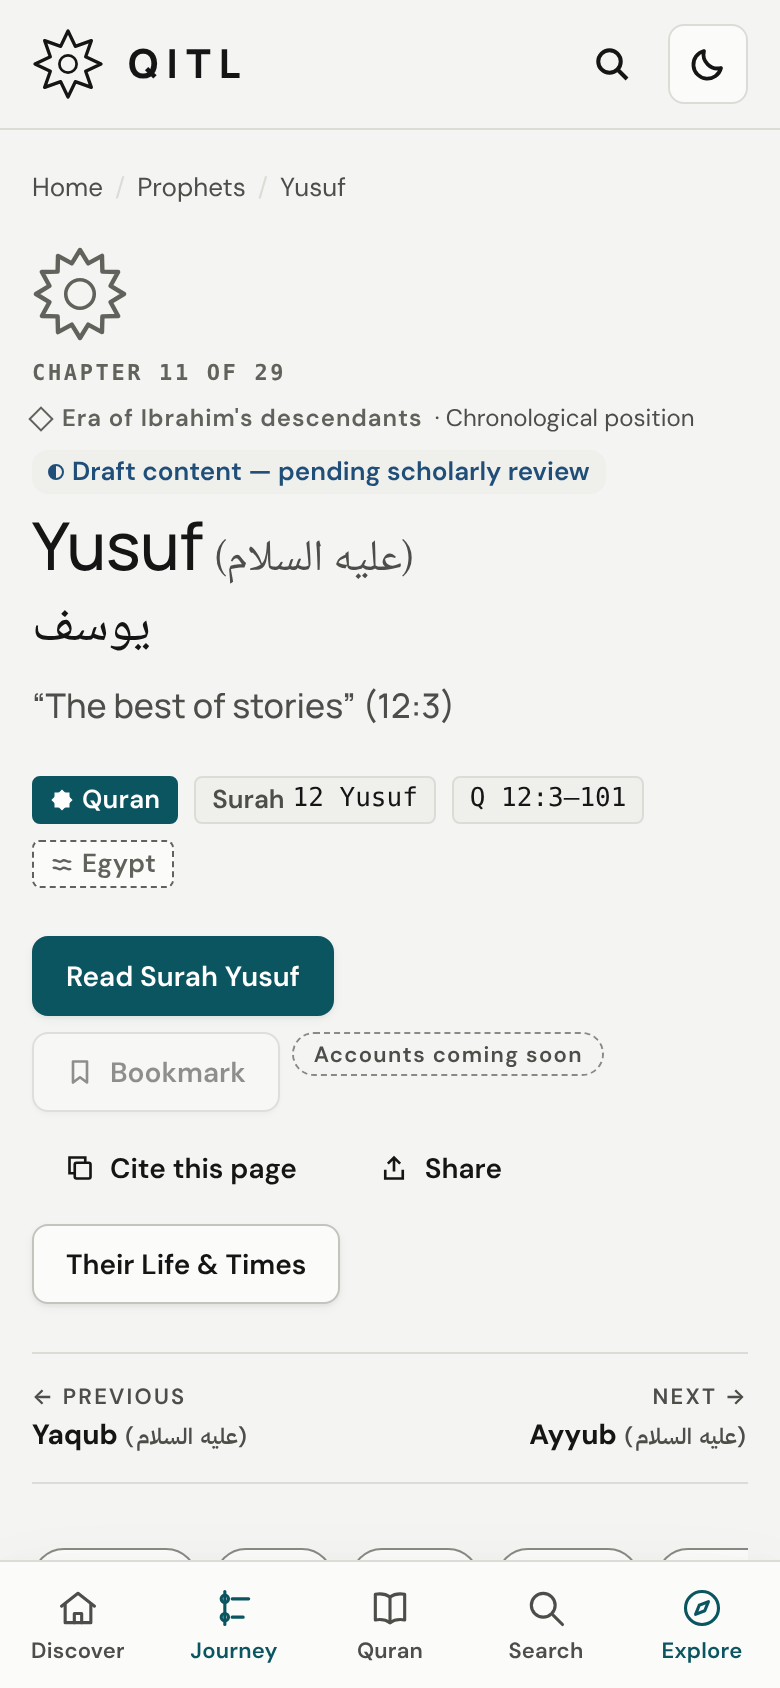 QITL
Home / Prophets / Yusuf
CHAPTER 11 OF 29
Era of Ibrahim's descendants · Chronological position
Draft content — pending scholarly review
Yusuf (عليه السلام)
يوسف
“The best of stories” (12:3)
Quran Surah 12 Yusuf Q 12:3–101
Egypt
Read Surah Yusuf
Bookmark Accounts coming soon
Cite this page Share
Their Life & Times
← PREVIOUS NEXT →
Yaqub (عليه السلام) Ayyub (عليه السلام)
Discover Journey Quran Search Explore